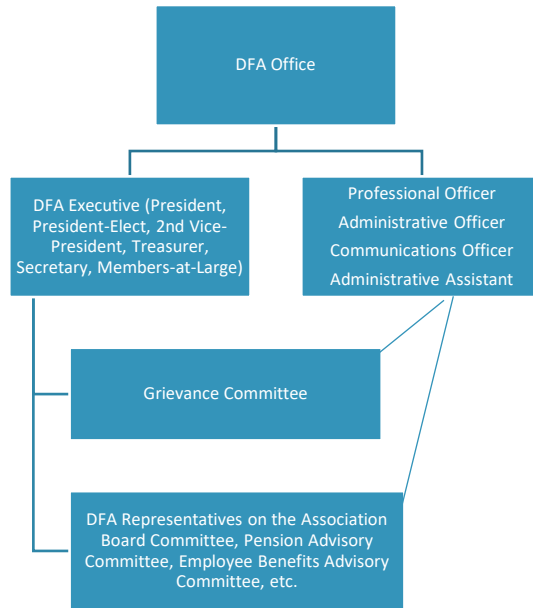 DFA Office
DFA Executive (President,
President-Elect, 2nd Vice-
President, Treasurer,
Secretary, Members-at-Large)
Professional Officer
Administrative Officer
Communications Officer
Administrative Assistant
Grievance Committee
DFA Representatives on the Association
Board Committee, Pension Advisory
Committee, Employee Benefits Advisory
Committee, etc.